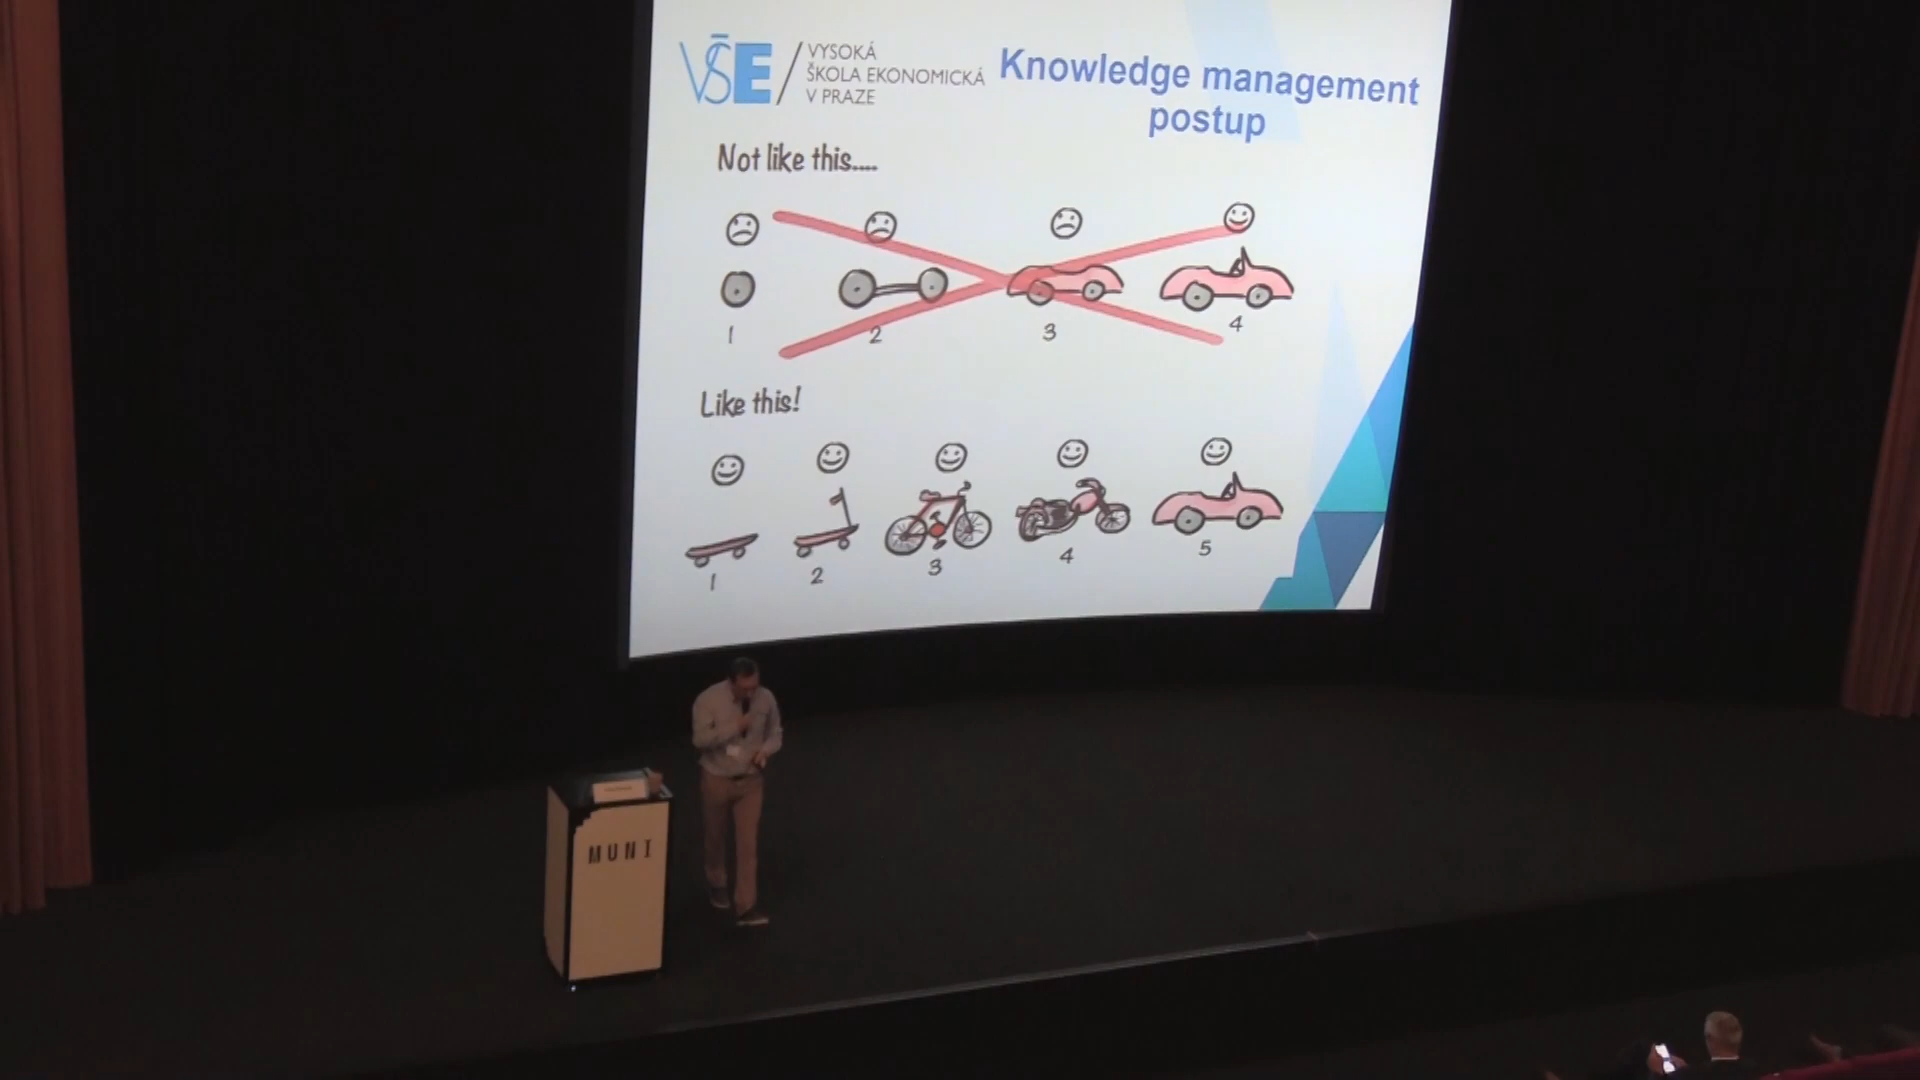 VŠE
VYSOKÁ
ŠKOLA EKONOMICKÁ
V PRAZE
Knowledge management
postup
Not like this....
1 2 3 4
Like this!
1 2 3 4 5
MUNI